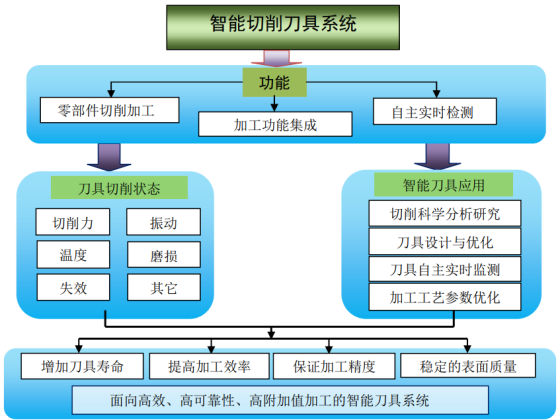 智能切削刀具系统
功能
零部件切削加工
加工功能集成
自主实时检测
刀具切削状态
切削力
振动
温度
磨损
失效
其它
智能刀具应用
切削科学分析研究
刀具设计与优化
刀具自主实时监测
加工工艺参数优化
增加刀具寿命
提高加工效率
保证加工精度
稳定的表面质量
面向高效、高可靠性、高附加值加工的智能刀具系统